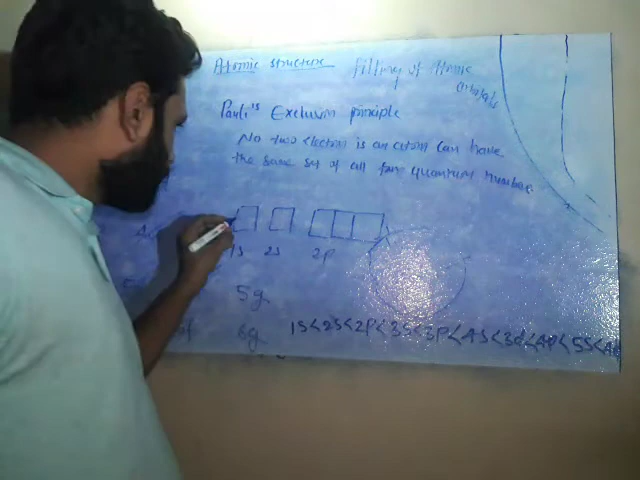 Atomic structure filling of Atomic
Orbitals
Pauli's Exclusion principle
No two electron is an atom can have
the same set of all four quantum number
1s 2s 2p
5g
6g 1S<2S<2P<3S<3P<4S<3d<4P<5S<4d